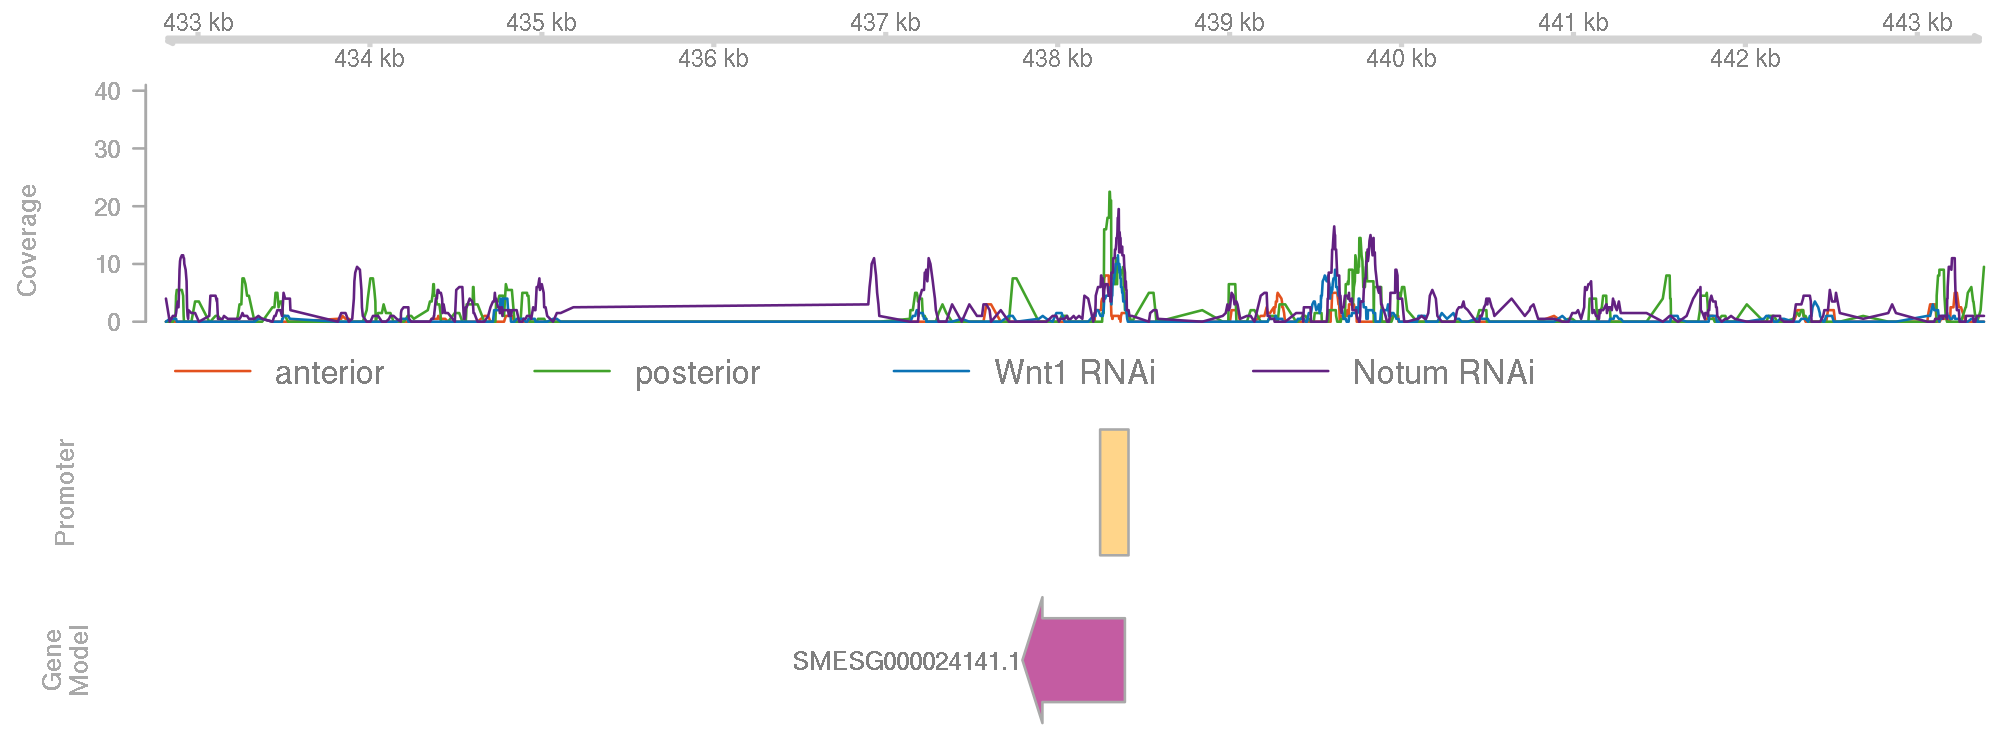 433 kb 435 kb 437 kb 439 kb 441 kb 443 kb
434 kb 436 kb 438 kb 440 kb 442 kb
Coverage
40
30
20
10
0
anterior posterior Wnt1 RNAi Notum RNAi
Promoter
Gene
Model
SMESG000024141.1